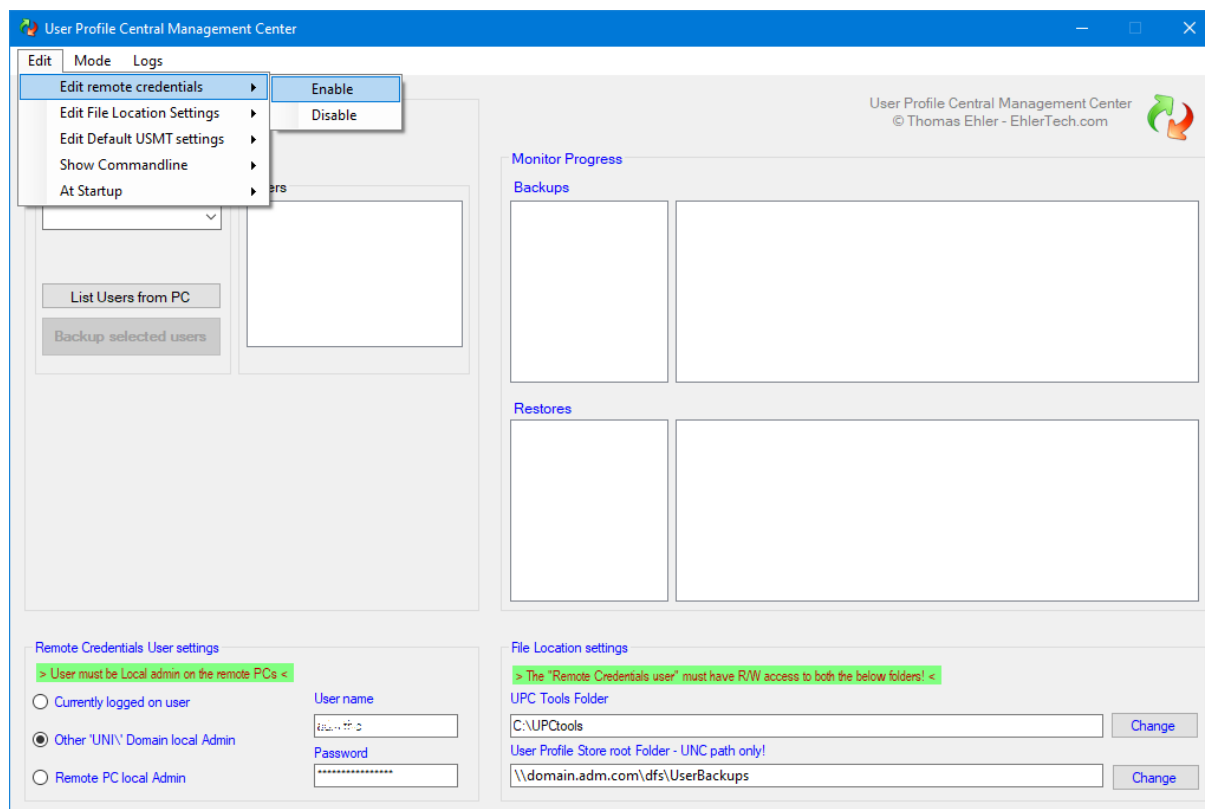 User Profile Central Management Center
Edit Mode Logs
Edit remote credentials
Enable
Edit File Location Settings
Disable
Edit Default USMT settings
Show Commandline
At Startup
ers
List Users from PC
Backup selected users
User Profile Central Management Center
© Thomas Ehler - EhlerTech.com
Monitor Progress
Backups
Restores
Remote Credentials User settings
> User must be Local admin on the remote PCs <
Currently logged on user
User name
Other 'UNI\' Domain local Admin
Password
****************
Remote PC local Admin
File Location settings
> The "Remote Credentials user" must have R/W access to both the below folders! <
UPC Tools Folder
C:\UPCtools
Change
User Profile Store root Folder - UNC path only!
\\domain.adm.com\dfs\UserBackups
Change